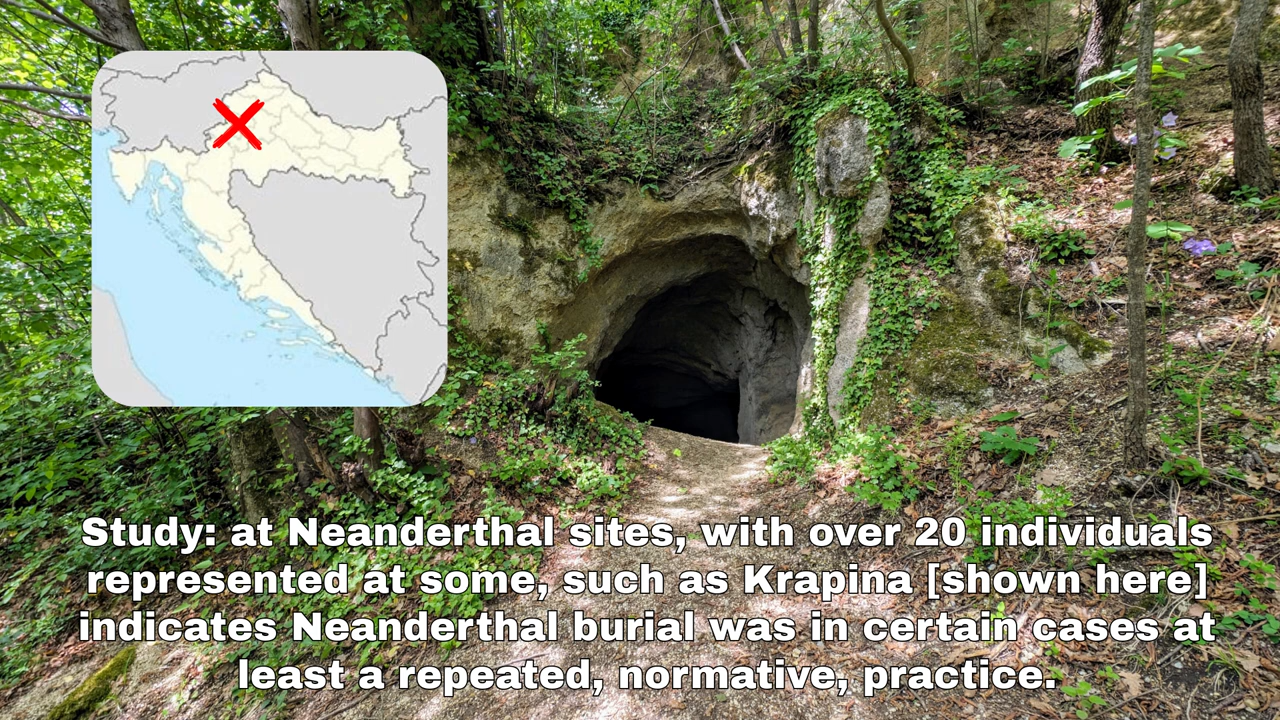 Study: at Neanderthal sites, with over 20 individuals
represented at some, such as Krapina [shown here]
indicates Neanderthal burial was in certain cases at
least a repeated, normative, practice.